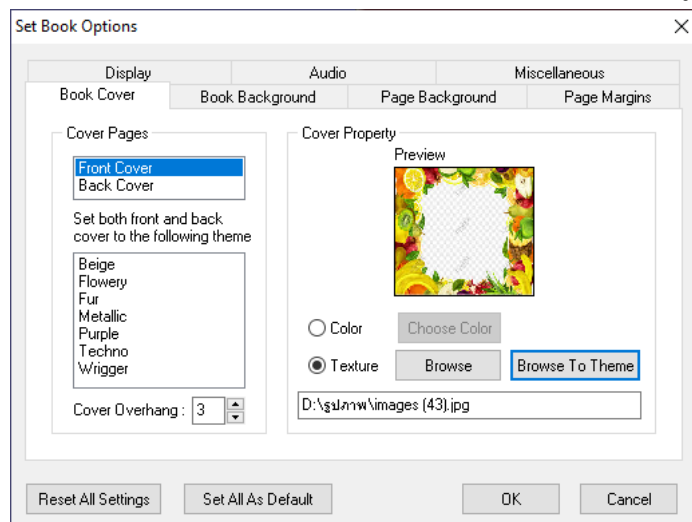 Set Book Options
Display Audio Miscellaneous
Book Cover Book Background Page Background Page Margins
Cover Pages
Front Cover
Back Cover
Set both front and back
cover to the following theme
Beige
Flowery
Fur
Metallic
Purple
Techno
Wrigger
Cover Overhang : 3
Cover Property
Preview
Color Choose Color
Texture Browse Browse To Theme
D:\รูปภาพ\images (43).jpg
Reset All Settings Set All As Default OK Cancel